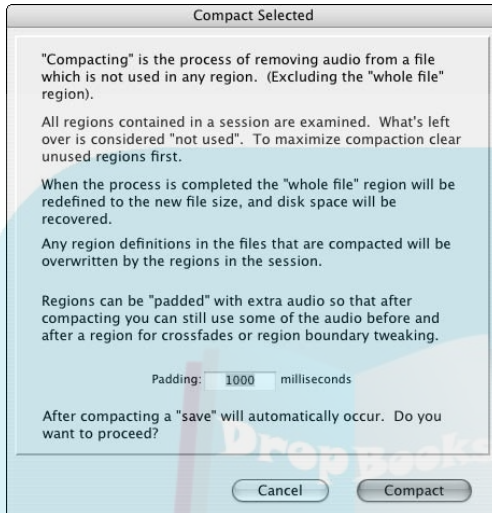 Compact Selected
"Compacting" is the process of removing audio from a file
which is not used in any region. (Excluding the "whole file"
region).
All regions contained in a session are examined. What's left
over is considered "not used". To maximize compaction clear
unused regions first.
When the process is completed the "whole file" region will be
redefined to the new file size, and disk space will be
recovered.
Any region definitions in the files that are compacted will be
overwritten by the regions in the session.
Regions can be "padded" with extra audio so that after
compacting you can still use some of the audio before and
after a region for crossfades or region boundary tweaking.
Padding: 1000 milliseconds
After compacting a "save" will automatically occur. Do you
want to proceed?
Drop Books
Cancel Compact